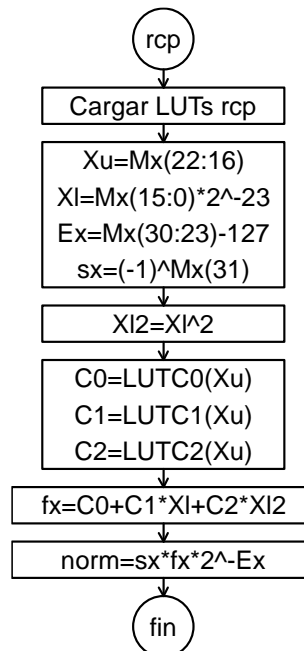 rcp
Cargar LUTs rcp
Xu=Mx(22:16)
Xl=Mx(15:0)*2^-23
Ex=Mx(30:23)-127
sx=(-1)^Mx(31)
Xl2=Xl^2
C0=LUTC0(Xu)
C1=LUTC1(Xu)
C2=LUTC2(Xu)
fx=C0+C1*Xl+C2*Xl2
norm=sx*fx*2^-Ex
fin